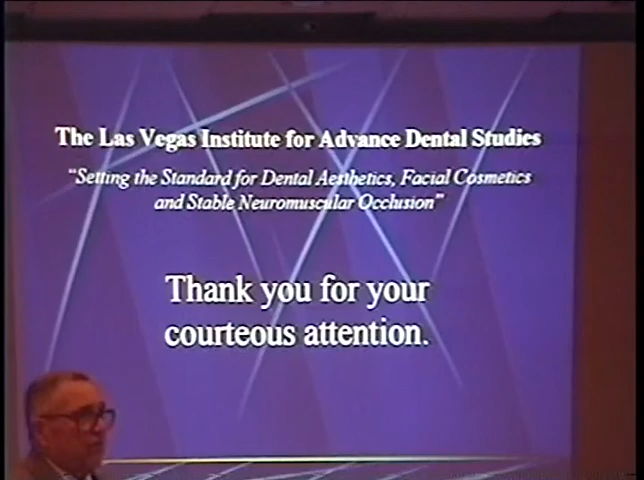 The Las Vegas Institute for Advance Dental Studies
"Setting the Standard for Dental Aesthetics, Facial Cosmetics
and Stable Neuromuscular Occlusion"
Thank you for your
courteous attention.